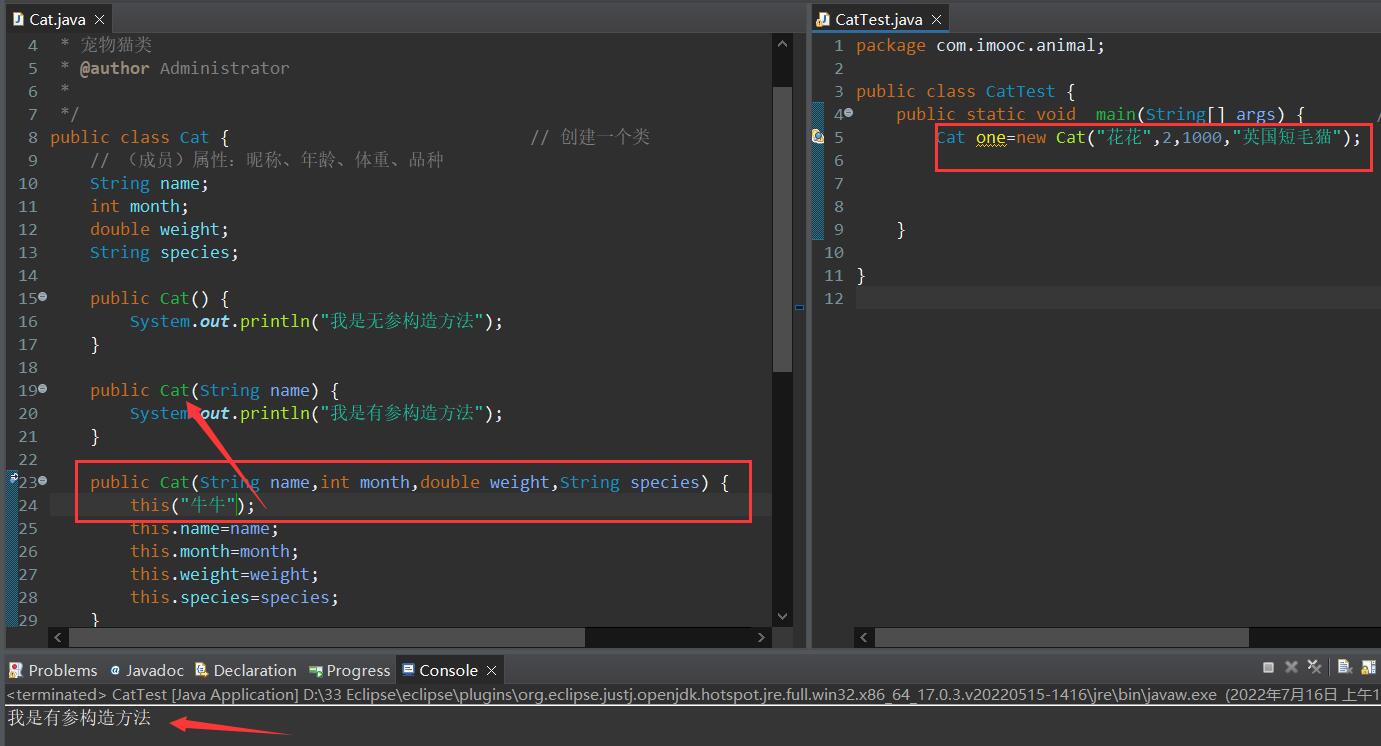 Cat.java
4 * 宠物猫类
5 * @author Administrator
6 *
7 */
8 public class Cat { // 创建一个类
9 // （成员）属性：昵称、年龄、体重、品种
10 String name;
11 int month;
12 double weight;
13 String species;
14
15 public Cat() {
16 System.out.println("我是无参构造方法");
17 }
18
19 public Cat(String name) {
20 System.out.println("我是有参构造方法");
21 }
22
23 public Cat(String name,int month,double weight,String species) {
24 this("牛牛");
25 this.name=name;
26 this.month=month;
27 this.weight=weight;
28 this.species=species;
29 }
CatTest.java
1 package com.imooc.animal;
2
3 public class CatTest {
4 public static void main(String[] args) { /
5 Cat one=new Cat("花花",2,1000,"英国短毛猫");
6
7
8
9 }
10
11 }
12
Problems @ Javadoc Declaration Progress Console
<terminated> CatTest [Java Application] D:\33 Eclipse\eclipse\plugins\org.eclipse.justj.openjdk.hotspot.jre.full.win32.x86_64_17.0.3.v20220515-1416\jre\bin\javaw.exe (2022年7月16日 上午1
我是有参构造方法